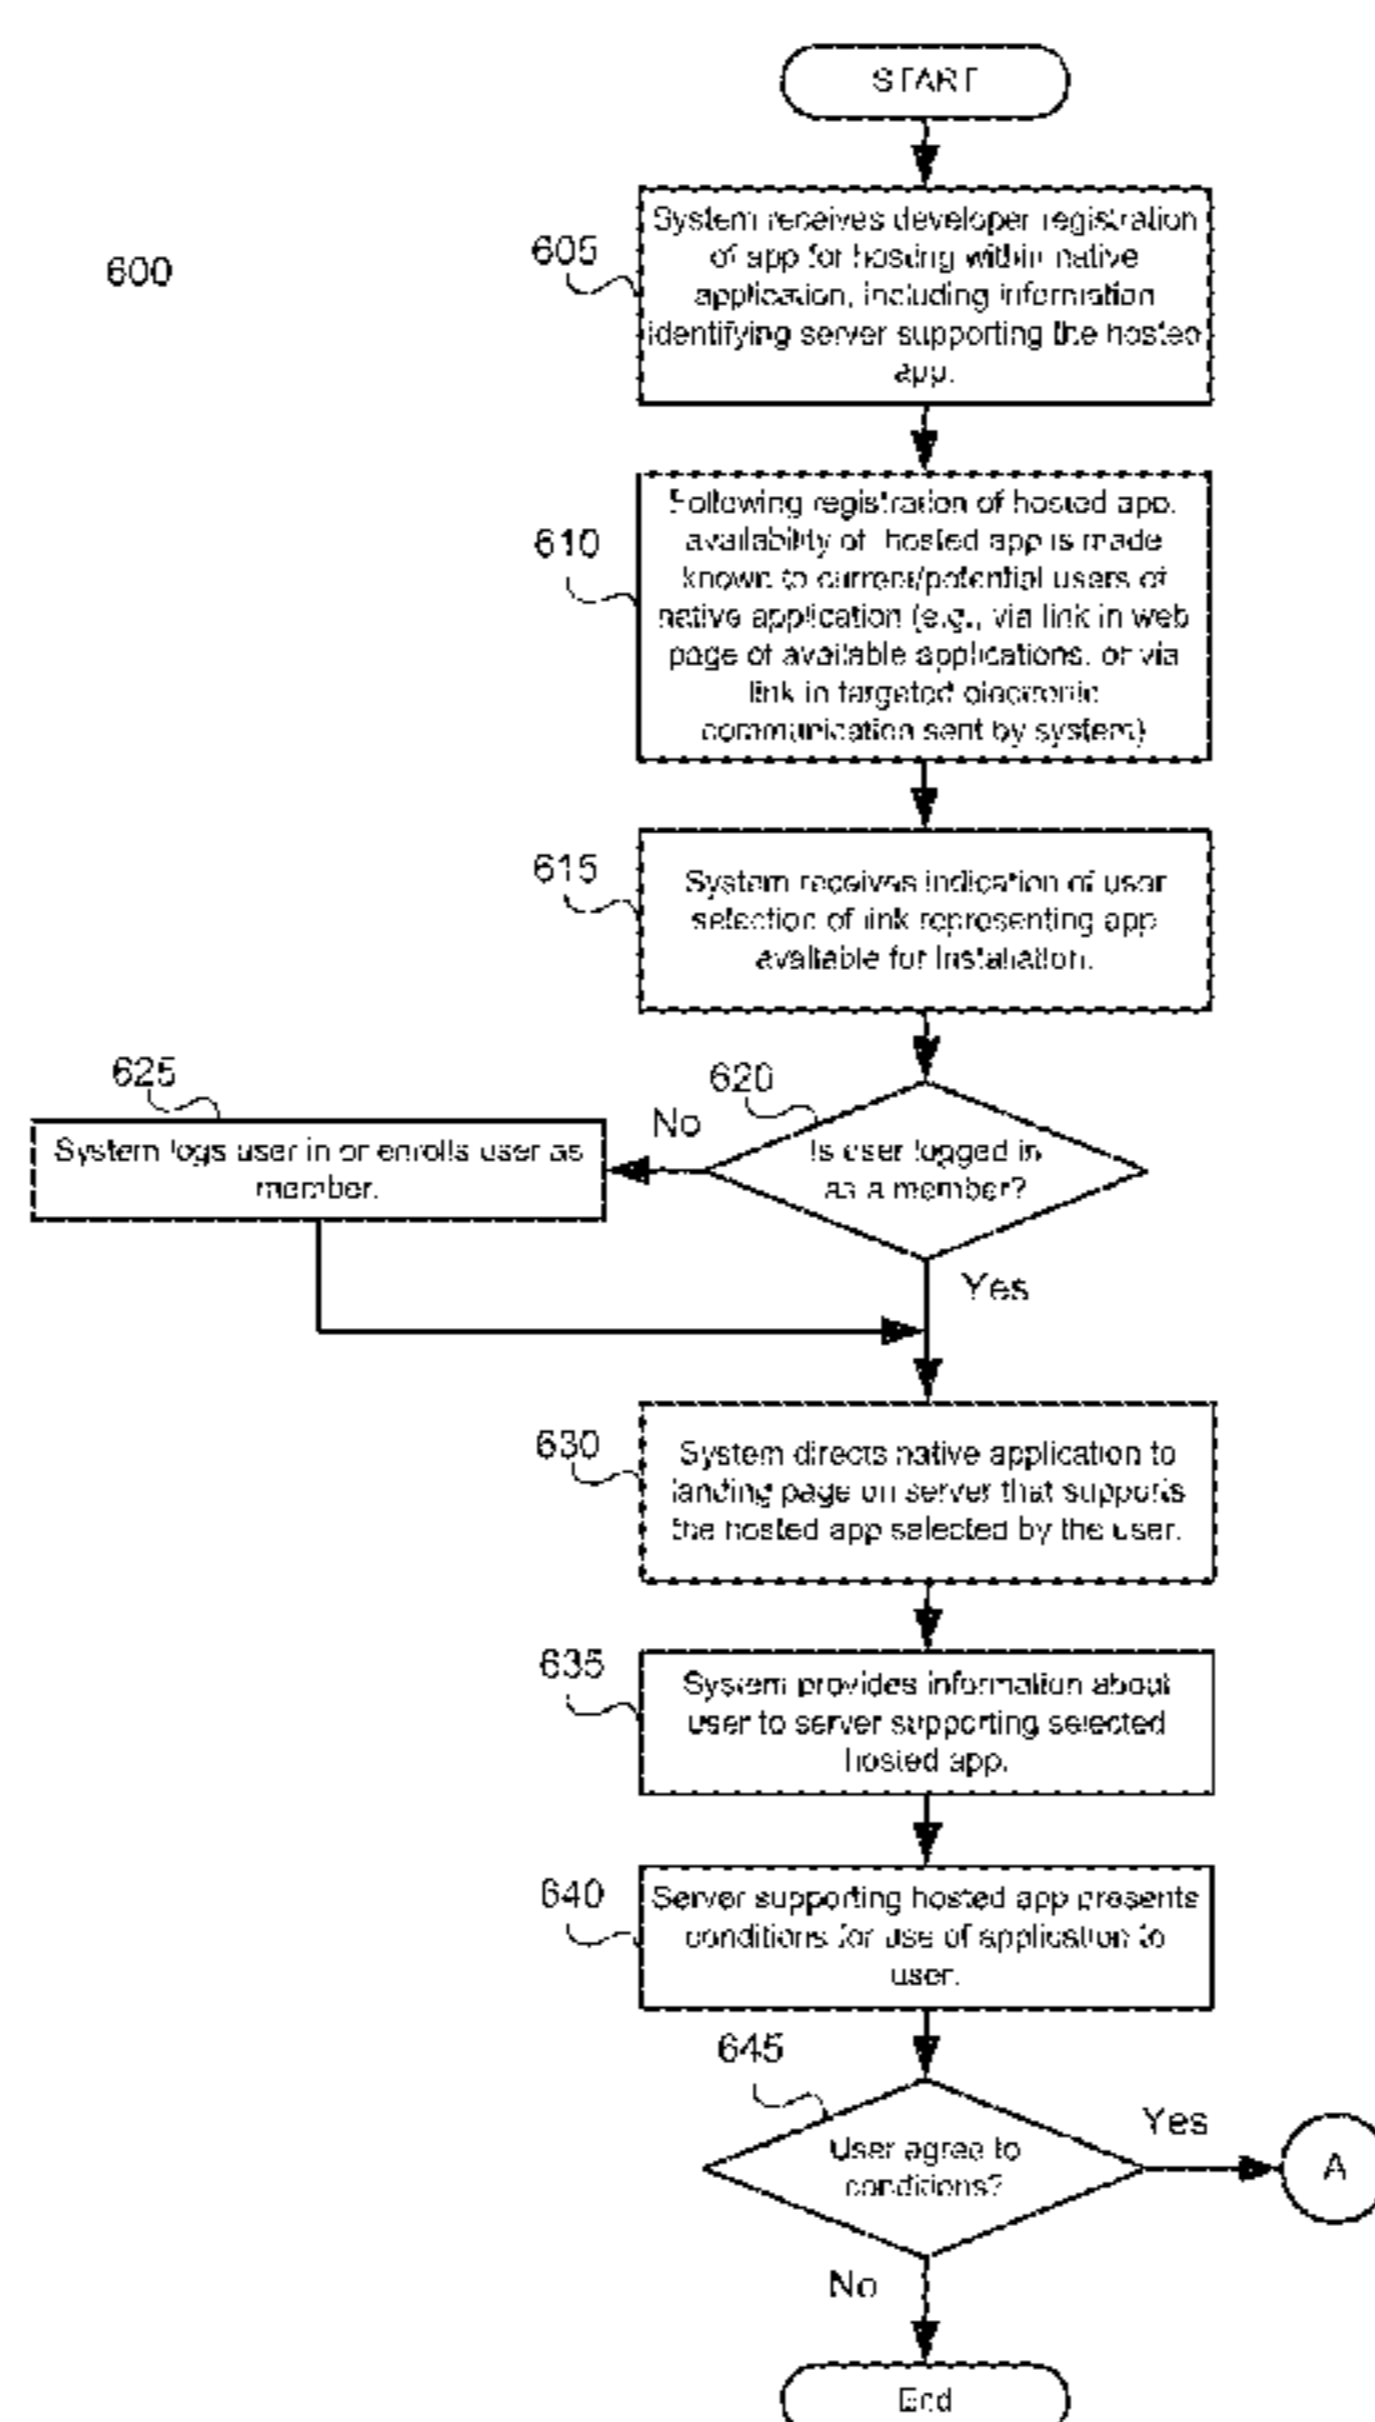 START
600
605
System receives developer registration
of app for hosting within native
application, including information
identifying server supporting the hosted
app.
610
Following registration of hosted app,
availability of hosted app is made
known to current/potential users of
native application (e.g., via link in web
page of available applications, or via
link in targeted electronic
communication sent by system)
615
System receives indication of user
selection of link representing app
available for installation.
620
Is user logged in
as a member?
No
625
System logs user in or enrolls user as
member.
Yes
630
System directs native application to
landing page on server that supports
the hosted app selected by the user.
635
System provides information about
user to server supporting selected
hosted app.
640
Server supporting hosted app presents
conditions for use of application to
user.
645
User agree to
conditions?
Yes
A
No
End